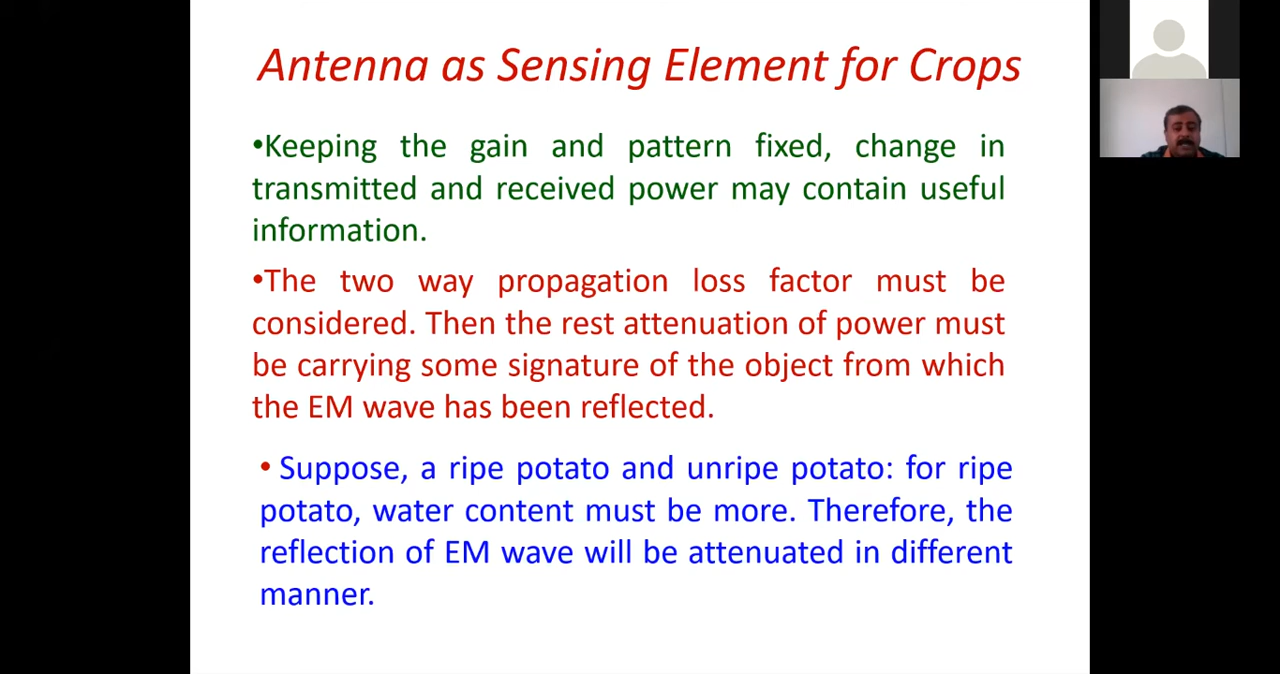 Antenna as Sensing Element for Crops
•Keeping the gain and pattern fixed, change in
transmitted and received power may contain useful
information.
•The two way propagation loss factor must be
considered. Then the rest attenuation of power must
be carrying some signature of the object from which
the EM wave has been reflected.
• Suppose, a ripe potato and unripe potato: for ripe
potato, water content must be more. Therefore, the
reflection of EM wave will be attenuated in different
manner.